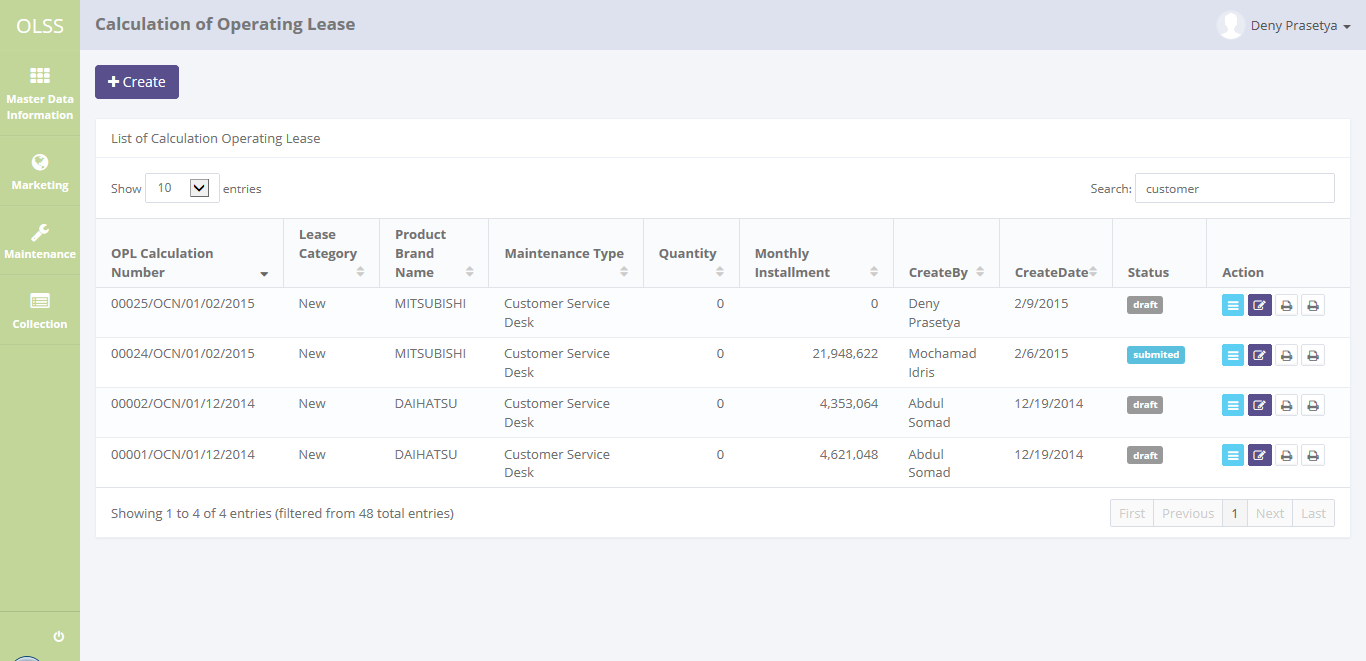 OLSS
Calculation of Operating Lease
Deny Prasetya
Master Data
Information
Marketing
Maintenance
Collection
Create
List of Calculation Operating Lease
Show 10 entries
Search: customer
OPL Calculation Number Lease Category Product Brand Name Maintenance Type Quantity Monthly Installment CreateBy CreateDate Status Action
00025/OCN/01/02/2015 New MITSUBISHI Customer Service Desk 0 0 Deny Prasetya 2/9/2015 draft
00024/OCN/01/02/2015 New MITSUBISHI Customer Service Desk 0 21,948,622 Mochamad Idris 2/6/2015 submited
00002/OCN/01/12/2014 New DAIHATSU Customer Service Desk 0 4,353,064 Abdul Somad 12/19/2014 draft
00001/OCN/01/12/2014 New DAIHATSU Customer Service Desk 0 4,621,048 Abdul Somad 12/19/2014 draft
Showing 1 to 4 of 4 entries (filtered from 48 total entries)
First Previous 1 Next Last